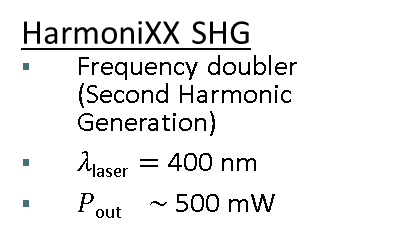 HarmoniXX SHG
▪ Frequency doubler
(Second Harmonic
Generation)
▪ λlaser = 400 nm
▪ Pout ~ 500 mW